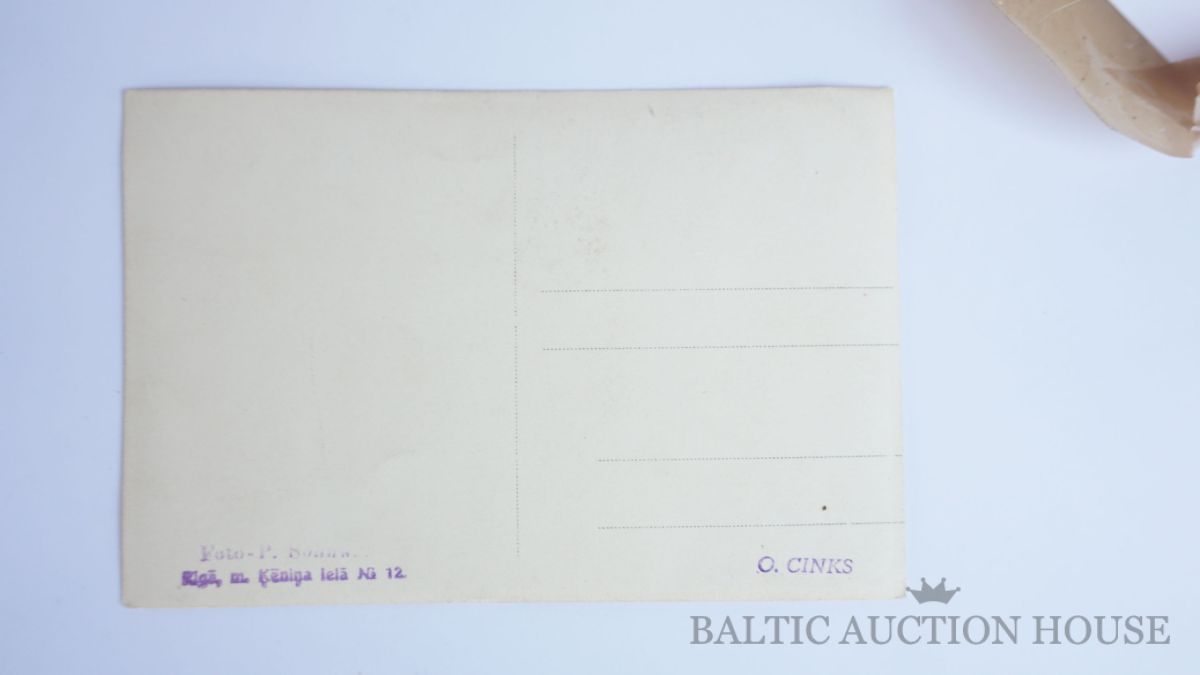 Foto-P.
Rīgā, m. Ķēniņa ielā № 12.
O. CINKS
BALTIC AUCTION HOUSE